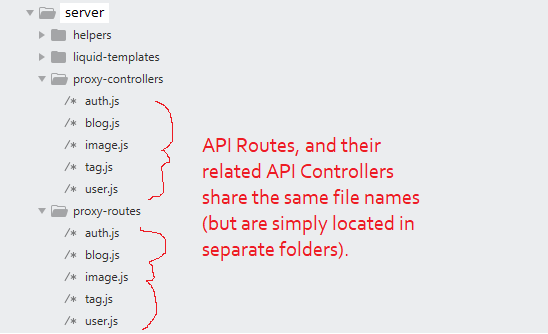 server
helpers
liquid-templates
proxy-controllers
/* auth.js
/* blog.js
/* image.js
/* tag.js
/* user.js
proxy-routes
/* auth.js
/* blog.js
/* image.js
/* tag.js
/* user.js
API Routes, and their
related API Controllers
share the same file names
(but are simply located in
separate folders).